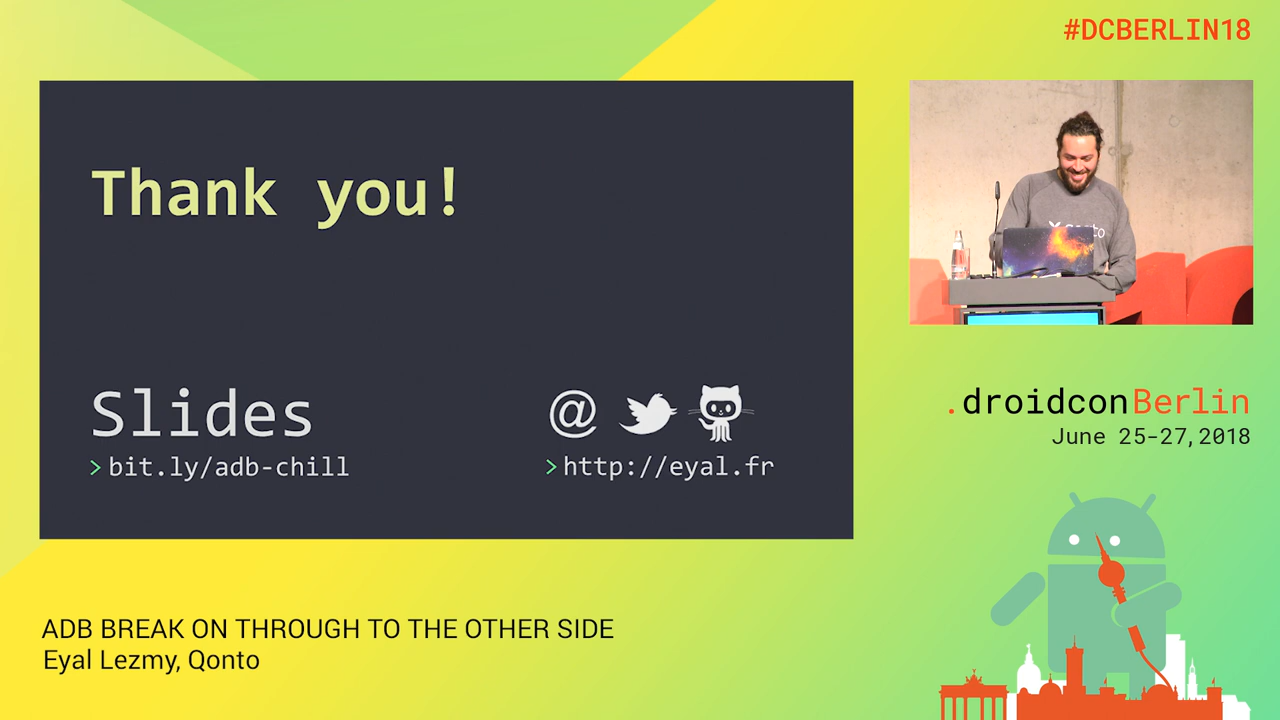 #DCBERLIN18
Thank you!
Slides
>bit.ly/adb-chill
@
>http://eyal.fr
.droidconBerlin
June 25-27,2018
ADB BREAK ON THROUGH TO THE OTHER SIDE
Eyal Lezmy, Qonto